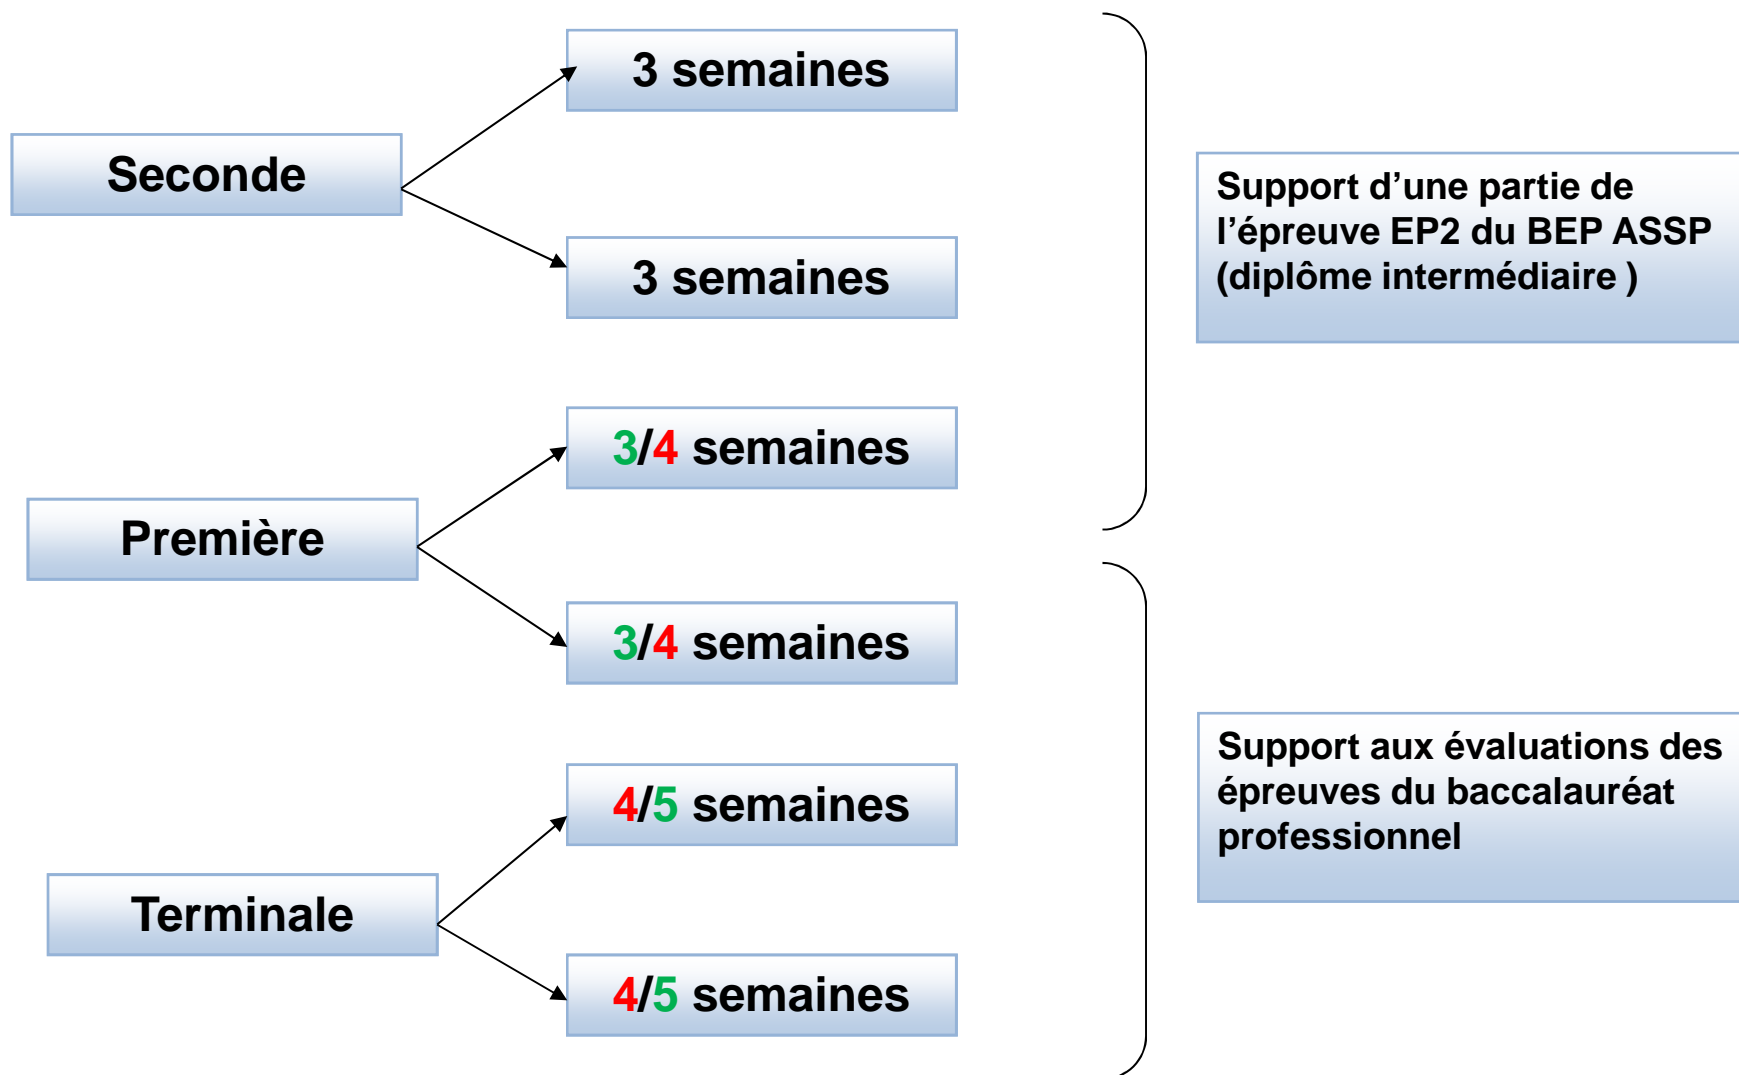 Seconde
3 semaines
3 semaines
Support d’une partie de
l’épreuve EP2 du BEP ASSP
(diplôme intermédiaire )
Première
3/4 semaines
3/4 semaines
Terminale
4/5 semaines
4/5 semaines
Support aux évaluations des
épreuves du baccalauréat
professionnel